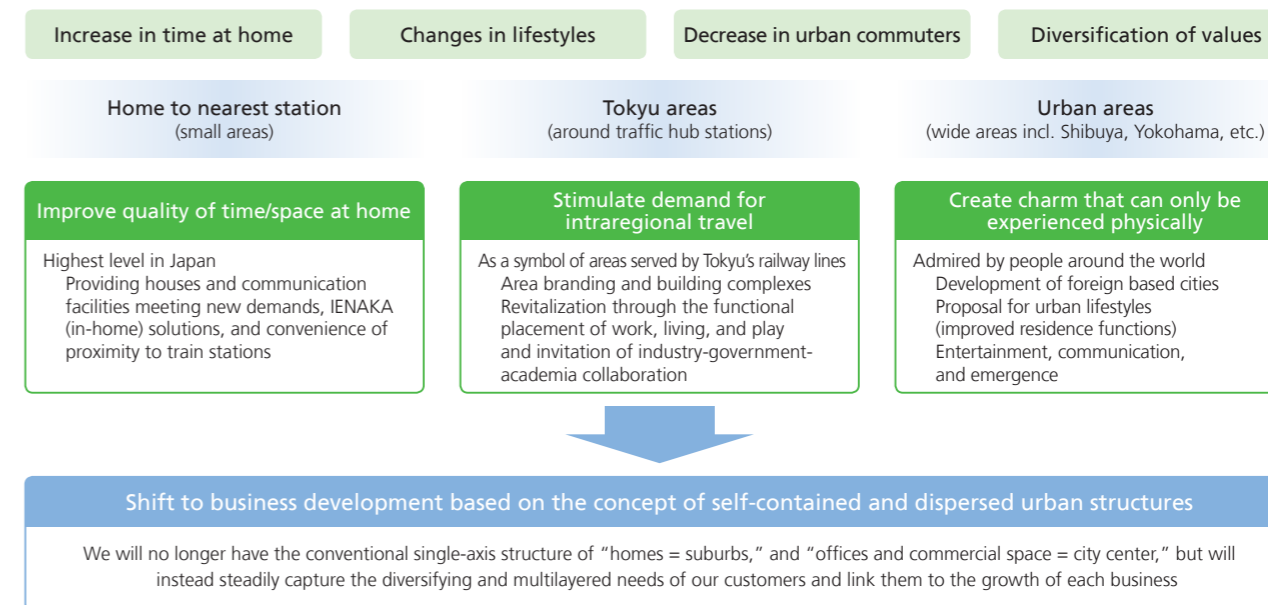 Increase in time at home
Changes in lifestyles
Decrease in urban commuters
Diversification of values
Home to nearest station
(small areas)
Tokyu areas
(around traffic hub stations)
Urban areas
(wide areas incl. Shibuya, Yokohama, etc.)
Improve quality of time/space at home
Highest level in Japan
Providing houses and communication
facilities meeting new demands, IENAKA
(in-home) solutions, and convenience of
proximity to train stations
Stimulate demand for
intraregional travel
As a symbol of areas served by Tokyu's railway lines
Area branding and building complexes
Revitalization through the functional
placement of work, living, and play
and invitation of industry-government-
academia collaboration
Create charm that can only be
experienced physically
Admired by people around the world
Development of foreign based cities
Proposal for urban lifestyles
(improved residence functions)
Entertainment, communication,
and emergence
Shift to business development based on the concept of self-contained and dispersed urban structures
We will no longer have the conventional single-axis structure of “homes = suburbs,” and “offices and commercial space = city center,” but will
instead steadily capture the diversifying and multilayered needs of our customers and link them to the growth of each business